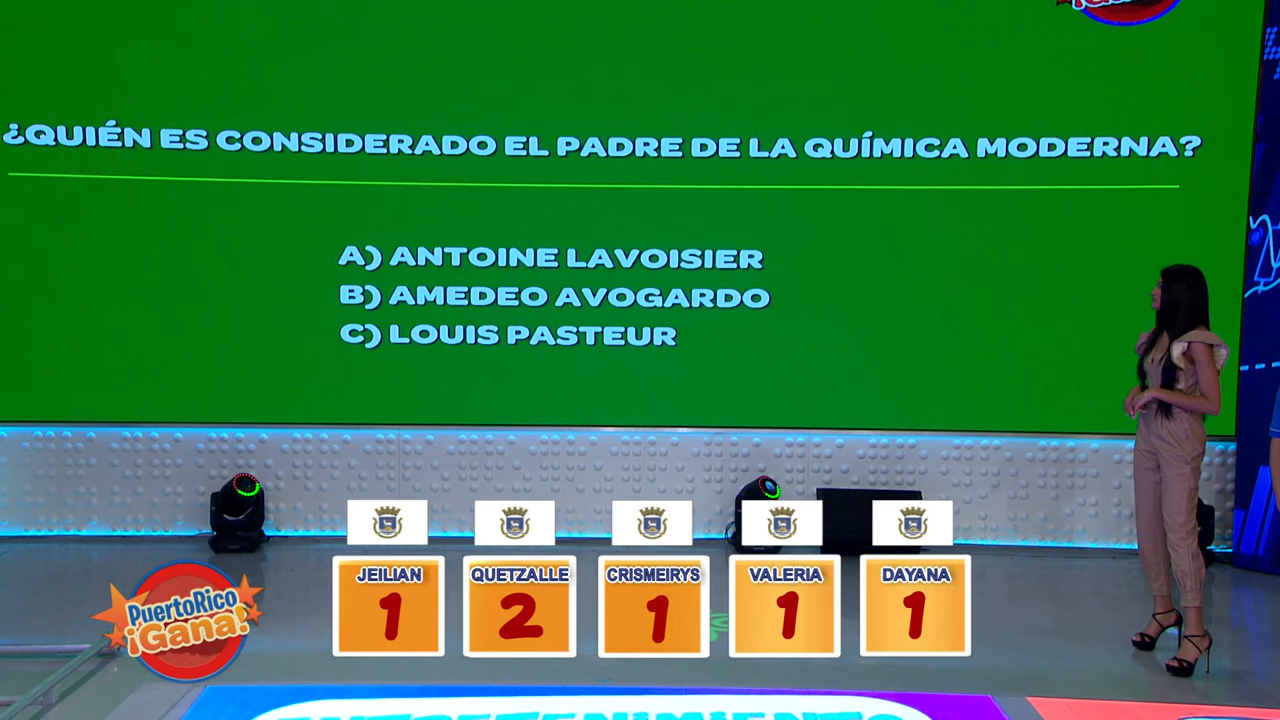 ¿QUIÉN ES CONSIDERADO EL PADRE DE LA QUÍMICA MODERNA?
A) ANTOINE LAVOISIER
B) AMEDEO AVOGARDO
C) LOUIS PASTEUR
JEILIAN
QUETZALLE
CRISMEIRYS
VALERIA
DAYANA
1
2
1
1
1
PuertoRico
¡Gana!
ENTRETENIMIENTO